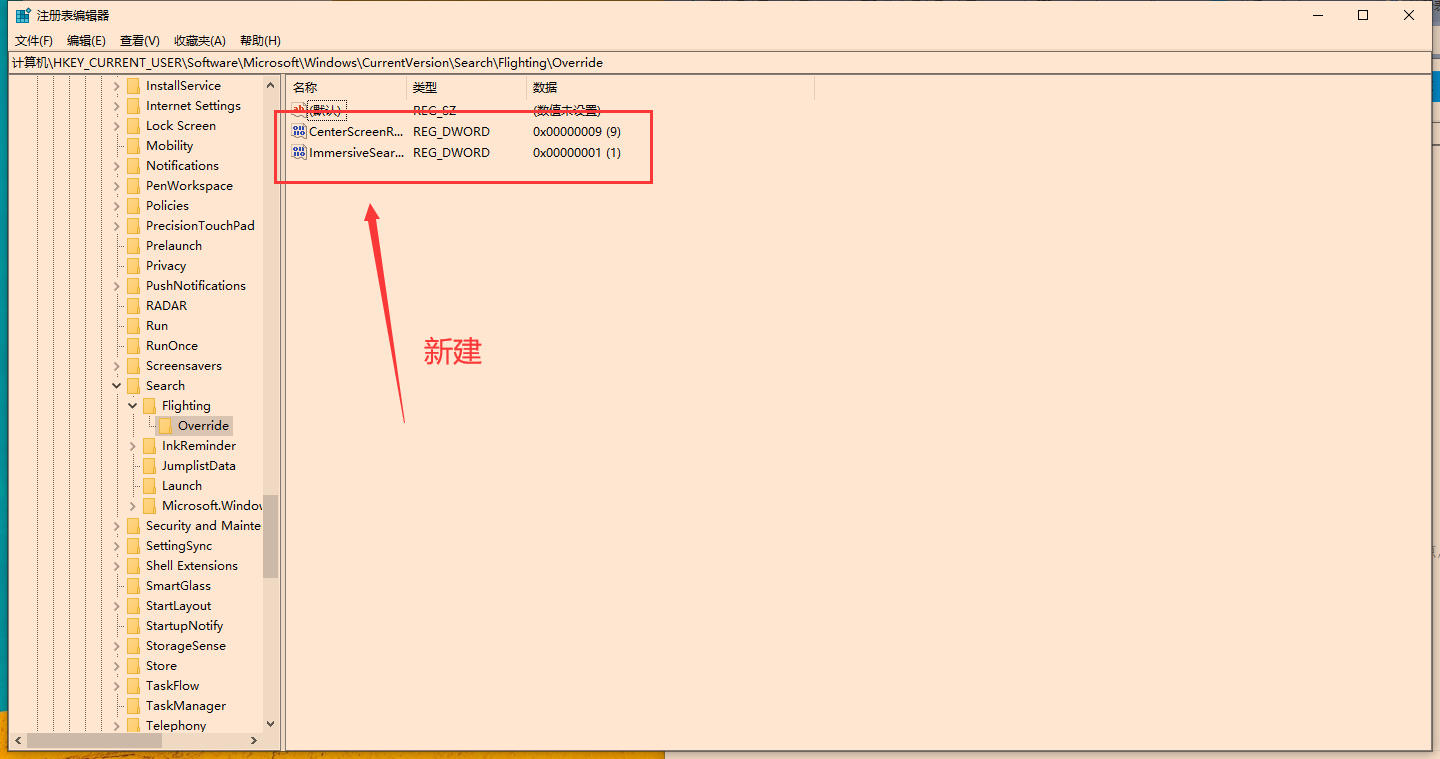 注册表编辑器
文件(F) 编辑(E) 查看(V) 收藏夹(A) 帮助(H)
计算机\HKEY_CURRENT_USER\Software\Microsoft\Windows\CurrentVersion\Search\Flighting\Override
InstallService
Internet Settings
Lock Screen
Mobility
Notifications
PenWorkspace
Policies
PrecisionTouchPad
Prelaunch
Privacy
PushNotifications
RADAR
Run
RunOnce
Screensavers
Search
Flighting
Override
InkReminder
JumplistData
Launch
Microsoft.Window
Security and Mainte
SettingSync
Shell Extensions
SmartGlass
StartLayout
StartupNotify
StorageSense
Store
TaskFlow
TaskManager
Telephony
名称 类型 数据
ab (默认) REG_SZ (数值未设置)
CenterScreenR... REG_DWORD 0x00000009 (9)
ImmersiveSear... REG_DWORD 0x00000001 (1)
新建